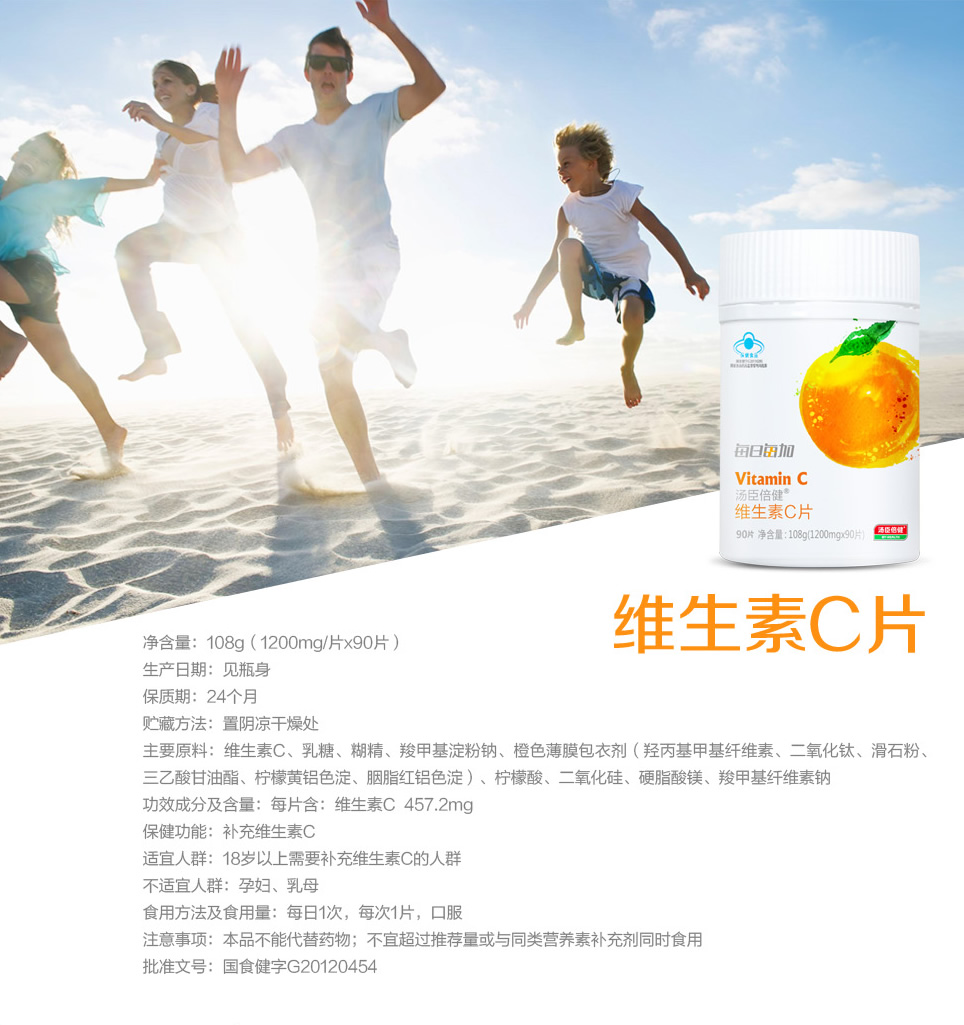 每日每加
Vitamin C
汤臣倍健®
维生素C片
90片 净含量:108g(1200mgx90片)
汤臣倍健
维生素C片
净含量：108g（1200mg/片x90片）
生产日期：见瓶身
保质期：24个月
贮藏方法：置阴凉干燥处
主要原料：维生素C、乳糖、糊精、羧甲基淀粉钠、橙色薄膜包衣剂（羟丙基甲基纤维素、二氧化钛、滑石粉、
三乙酸甘油酯、柠檬黄铝色淀、胭脂红铝色淀）、柠檬酸、二氧化硅、硬脂酸镁、羧甲基纤维素钠
功效成分及含量：每片含：维生素C 457.2mg
保健功能：补充维生素C
适宜人群：18岁以上需要补充维生素C的人群
不适宜人群：孕妇、乳母
食用方法及食用量：每日1次，每次1片，口服
注意事项：本品不能代替药物；不宜超过推荐量或与同类营养素补充剂同时食用
批准文号：国食健字G20120454